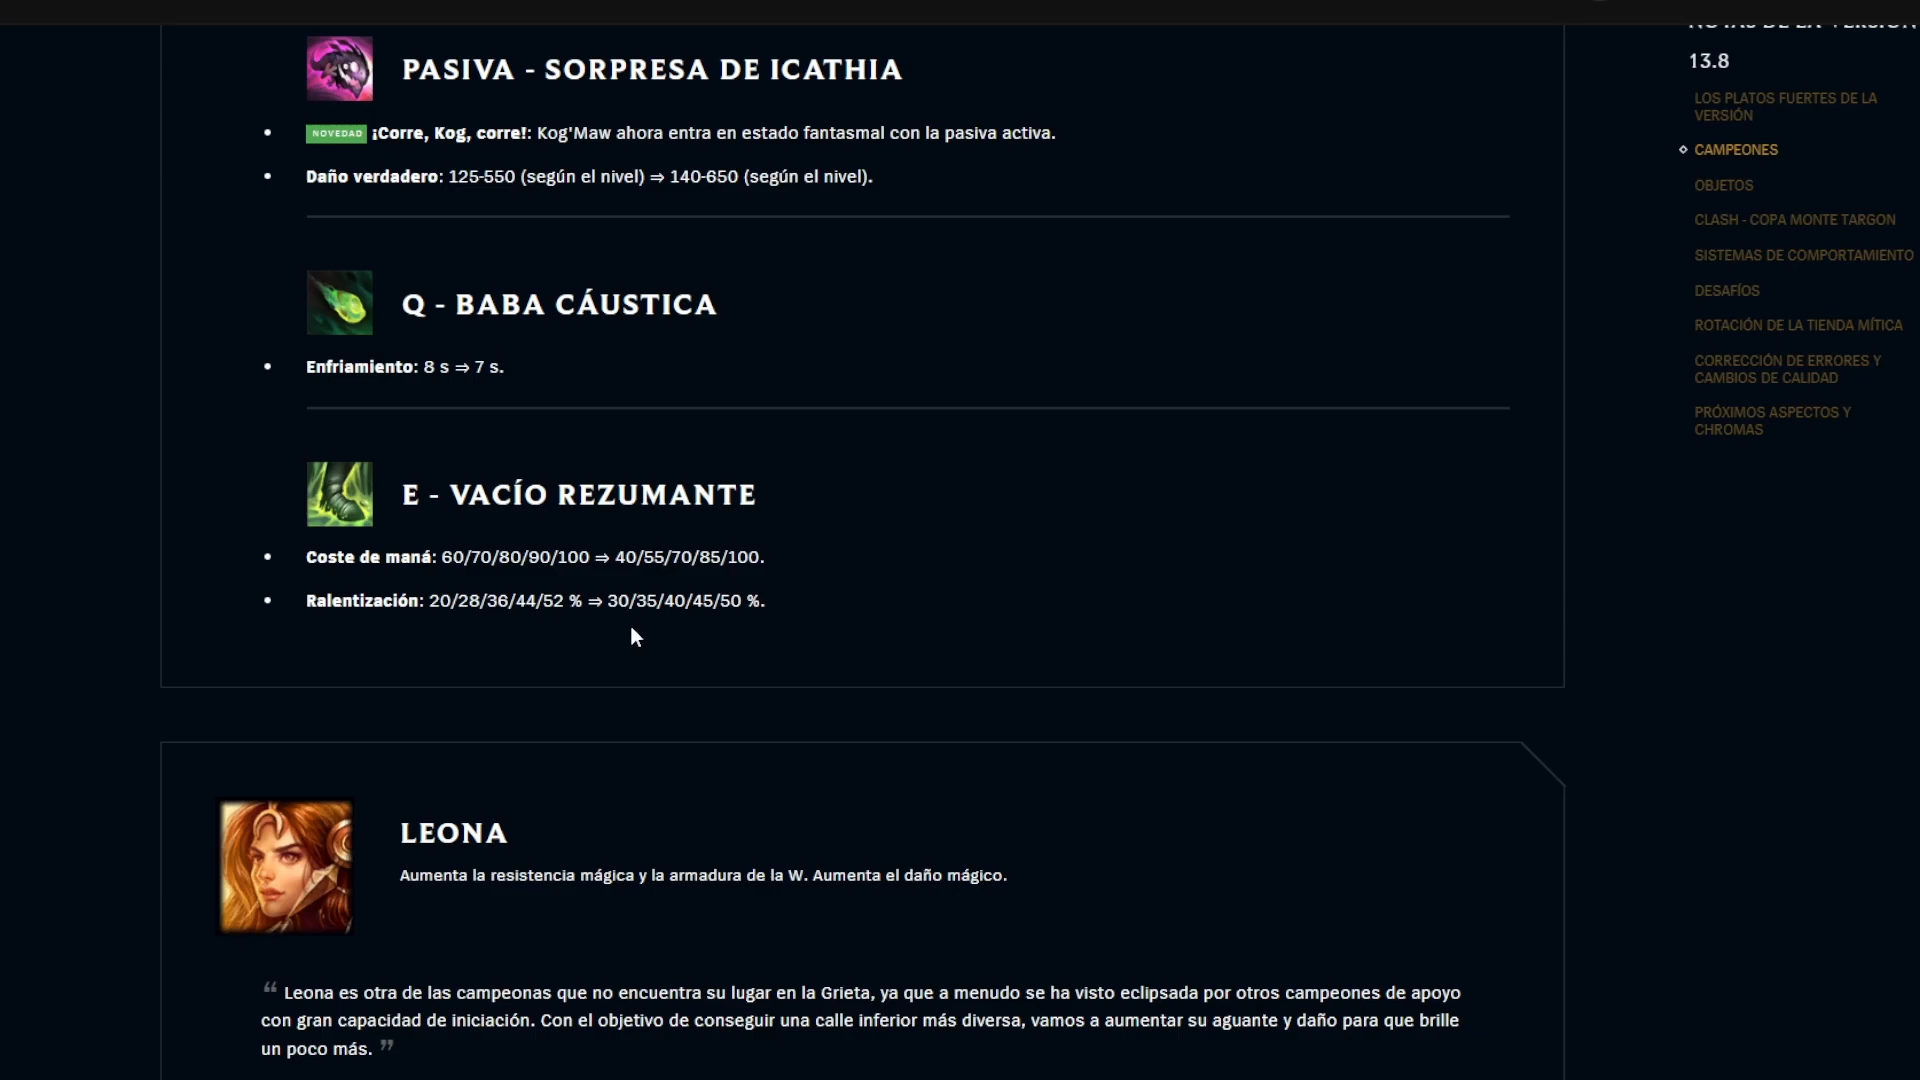 PASIVA - SORPRESA DE ICATHIA
NOVEDAD ¡Corre, Kog, corre!: Kog'Maw ahora entra en estado fantasmal con la pasiva activa.
Daño verdadero: 125-550 (según el nivel) ⇒ 140-650 (según el nivel).
Q - BABA CÁUSTICA
Enfriamiento: 8 s ⇒ 7 s.
E - VACÍO REZUMANTE
Coste de maná: 60/70/80/90/100 ⇒ 40/55/70/85/100.
Ralentización: 20/28/36/44/52 % ⇒ 30/35/40/45/50 %.
LEONA
Aumenta la resistencia mágica y la armadura de la W. Aumenta el daño mágico.
“ Leona es otra de las campeonas que no encuentra su lugar en la Grieta, ya que a menudo se ha visto eclipsada por otros campeones de apoyo
con gran capacidad de iniciación. Con el objetivo de conseguir una calle inferior más diversa, vamos a aumentar su aguante y daño para que brille
un poco más. ”
NOTAS DE LA VERSIÓN
13.8
LOS PLATOS FUERTES DE LA
VERSIÓN
CAMPEONES
OBJETOS
CLASH - COPA MONTE TARGON
SISTEMAS DE COMPORTAMIENTO
DESAFÍOS
ROTACIÓN DE LA TIENDA MÍTICA
CORRECCIÓN DE ERRORES Y
CAMBIOS DE CALIDAD
PRÓXIMOS ASPECTOS Y
CHROMAS